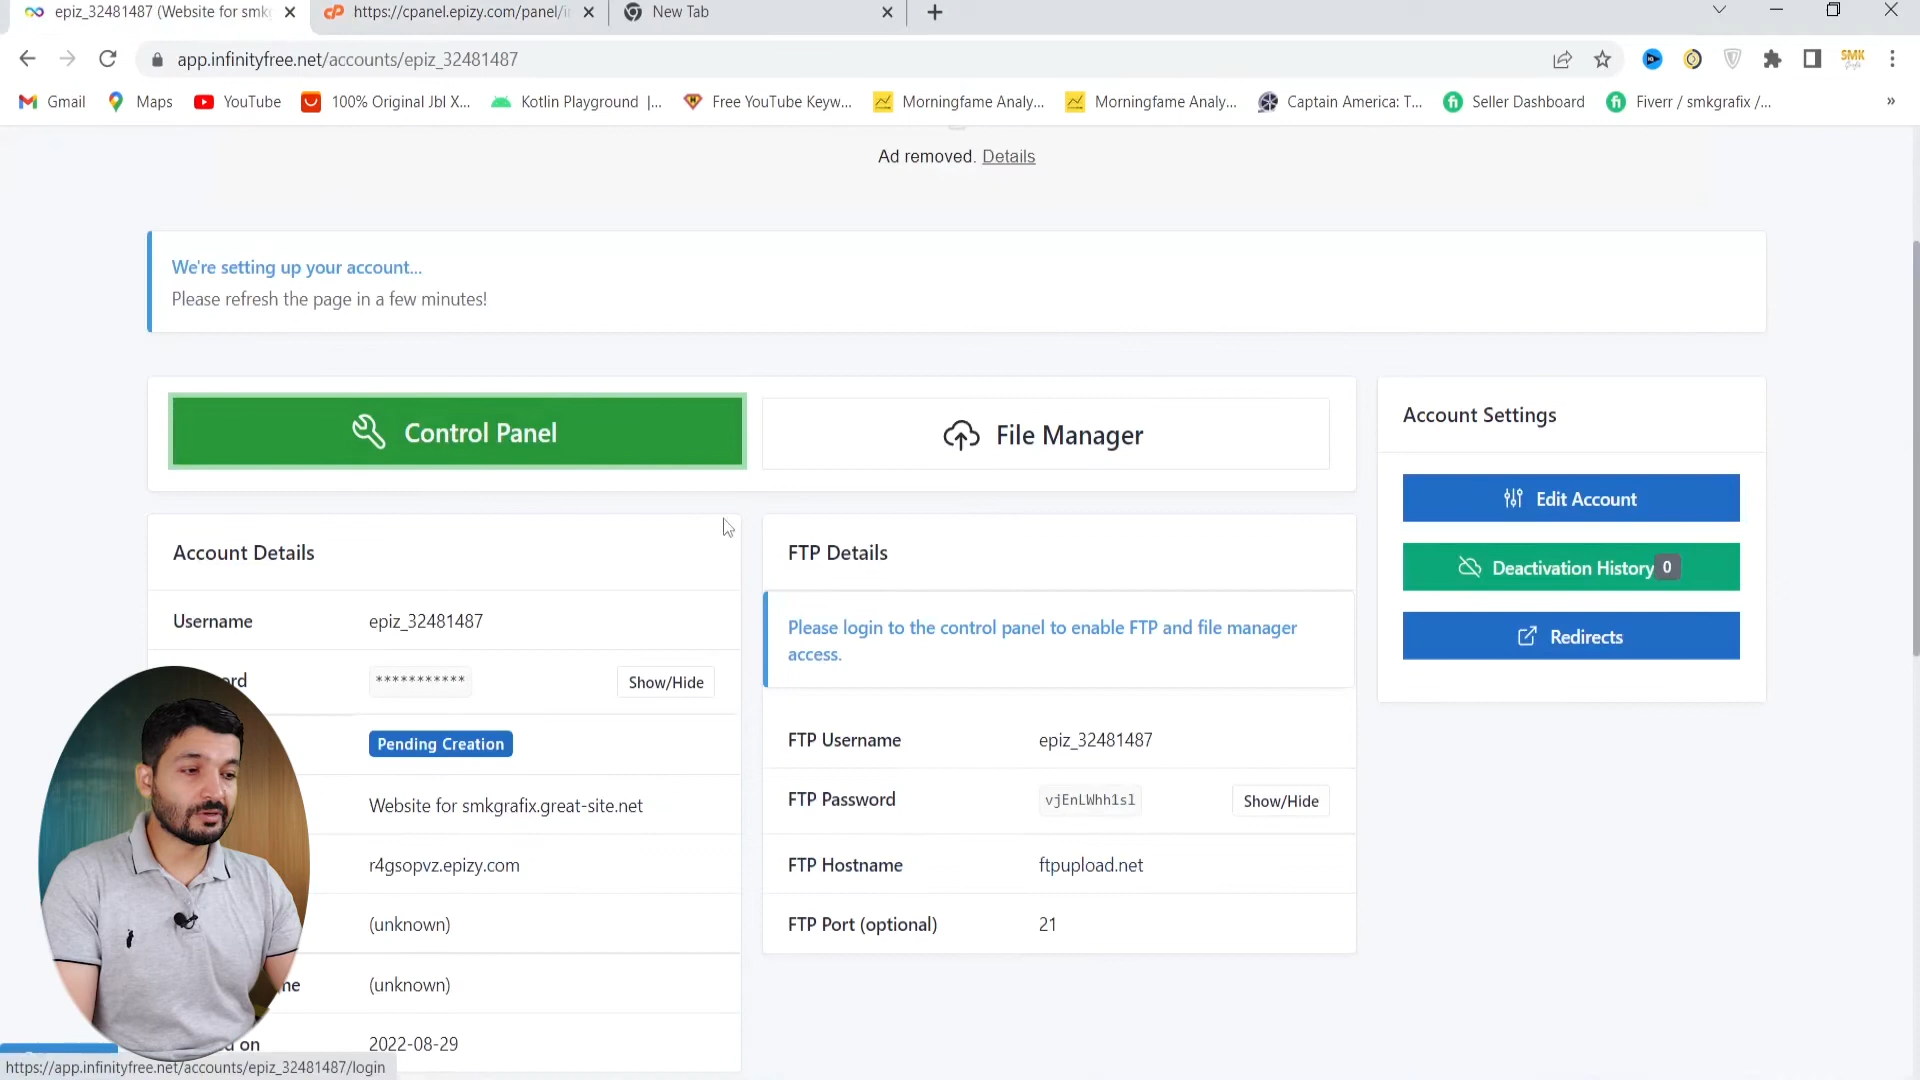 epiz_32481487 (Website for smkg
https://cpanel.epizy.com/panel/i
New Tab
app.infinityfree.net/accounts/epiz_32481487
SMK
Gmail
Maps
YouTube
100% Original Jbl X...
Kotlin Playground |...
Free YouTube Keyw...
Morningfame Analy...
Morningfame Analy...
Captain America: T...
Seller Dashboard
Fiverr / smkgrafix /...
»
Ad removed. Details
We're setting up your account...
Please refresh the page in a few minutes!
Control Panel
File Manager
Account Settings
Edit Account
Deactivation History 0
Redirects
Account Details
Username epiz_32481487
rd *********** Show/Hide
Pending Creation
Website for smkgrafix.great-site.net
r4gsopvz.epizy.com
(unknown)
me (unknown)
on 2022-08-29
FTP Details
Please login to the control panel to enable FTP and file manager
access.
FTP Username epiz_32481487
FTP Password vjEnLWhh1sl Show/Hide
FTP Hostname ftpupload.net
FTP Port (optional) 21
https://app.infinityfree.net/accounts/epiz_32481487/login